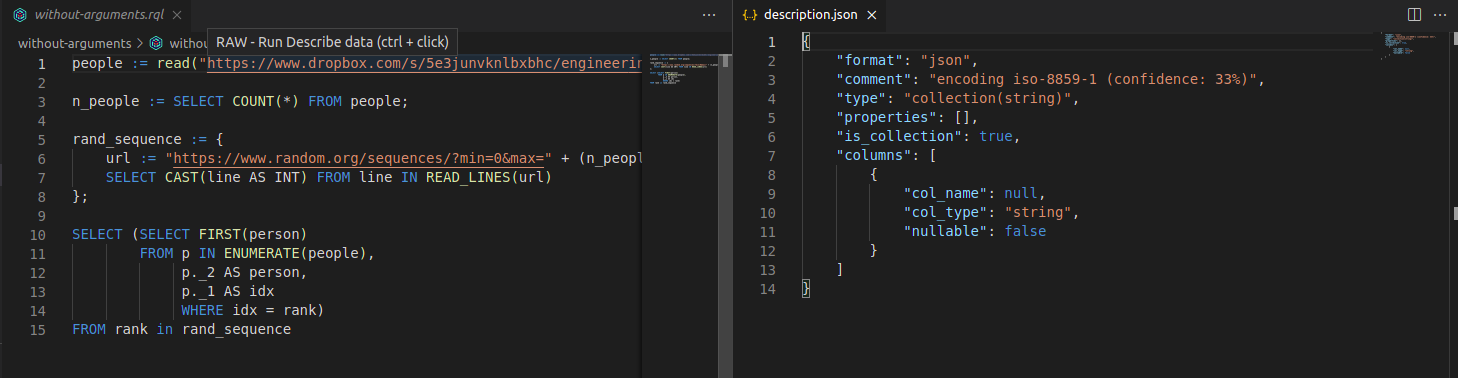 without-arguments.rql
without-arguments > withou
RAW - Run Describe data (ctrl + click)
1 people := read("https://www.dropbox.com/s/5e3junvknlbxbhc/engineerin
2
3 n_people := SELECT COUNT(*) FROM people;
4
5 rand_sequence := {
6 url := "https://www.random.org/sequences/?min=0&max=" + (n_peopl
7 SELECT CAST(line AS INT) FROM line IN READ_LINES(url)
8 };
9
10 SELECT (SELECT FIRST(person)
11 FROM p IN ENUMERATE(people),
12 p._2 AS person,
13 p._1 AS idx
14 WHERE idx = rank)
15 FROM rank in rand_sequence
{..} description.json
1 {
2 "format": "json",
3 "comment": "encoding iso-8859-1 (confidence: 33%)",
4 "type": "collection(string)",
5 "properties": [],
6 "is_collection": true,
7 "columns": [
8 {
9 "col_name": null,
10 "col_type": "string",
11 "nullable": false
12 }
13 ]
14 }